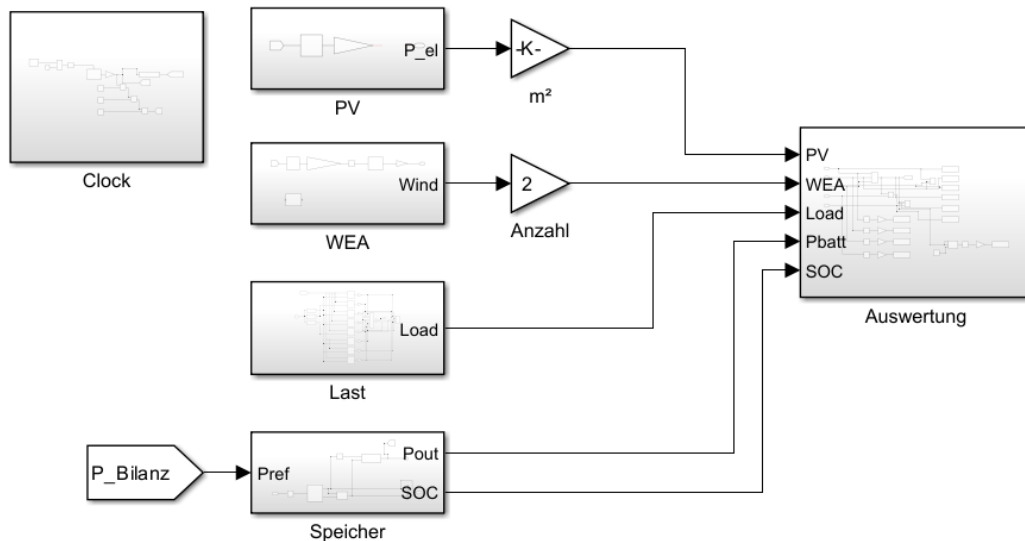 P_el
-K-
PV
m²
Clock
Wind
2
WEA
Anzahl
PV
WEA
Load
Pbatt
SOC
Auswertung
Load
Last
P_Bilanz
Pref
Pout
SOC
Speicher